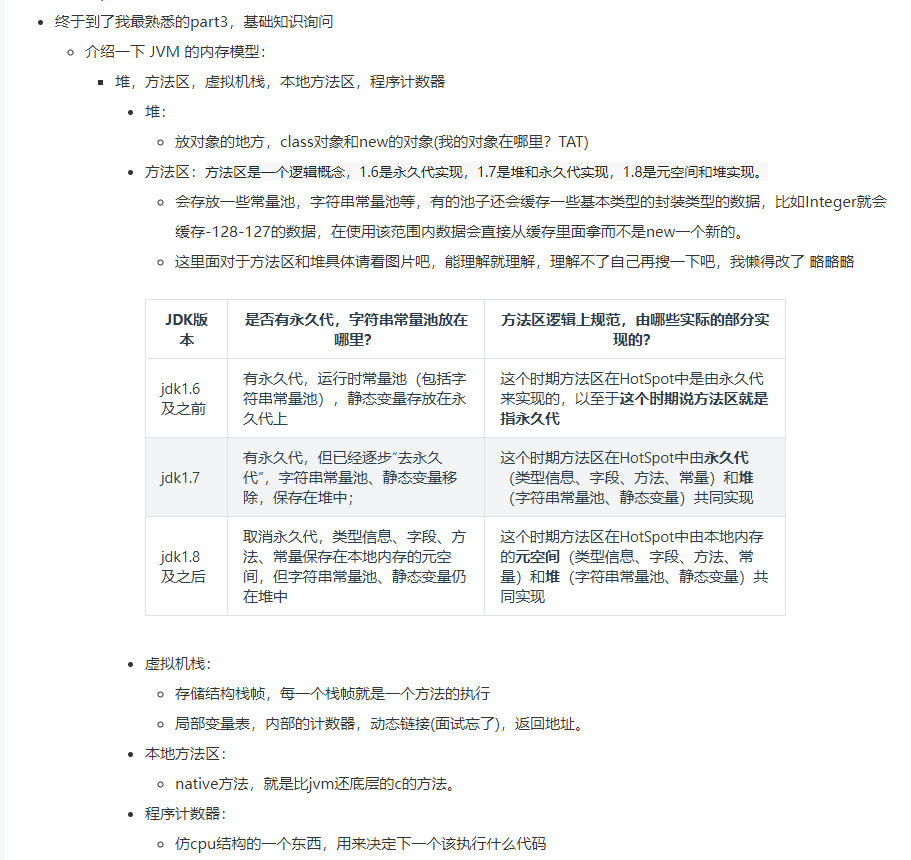 终于到了我最熟悉的part3，基础知识询问
介绍一下 JVM 的内存模型：
堆，方法区，虚拟机栈，本地方法区，程序计数器
堆：
放对象的地方，class对象和new的对象(我的对象在哪里？TAT)
方法区：方法区是一个逻辑概念，1.6是永久代实现，1.7是堆和永久代实现，1.8是元空间和堆实现。
会存放一些常量池，字符串常量池等，有的池子还会缓存一些基本类型的封装类型的数据，比如Integer就会
缓存-128-127的数据，在使用该范围内数据会直接从缓存里面拿而不是new一个新的。
这里面对于方法区和堆具体请看图片吧，能理解就理解，理解不了自己再搜一下吧，我懒得改了 略略略
JDK版
本
是否有永久代，字符串常量池放在
哪里？
方法区逻辑上规范，由哪些实际的部分实
现的？
jdk1.6
及之前
有永久代，运行时常量池（包括字
符串常量池），静态变量存放在永
久代上
这个时期方法区在HotSpot中是由永久代
来实现的，以至于这个时期说方法区就是
指永久代
jdk1.7
有永久代，但已经逐步“去永久
代”，字符串常量池、静态变量移
除，保存在堆中；
这个时期方法区在HotSpot中由永久代
（类型信息、字段、方法、常量）和堆
（字符串常量池、静态变量）共同实现
jdk1.8
及之后
取消永久代，类型信息、字段、方
法、常量保存在本地内存的元空
间，但字符串常量池、静态变量仍
在堆中
这个时期方法区在HotSpot中由本地内存
的元空间（类型信息、字段、方法、常
量）和堆（字符串常量池、静态变量）共
同实现
虚拟机栈：
存储结构栈帧，每一个栈帧就是一个方法的执行
局部变量表，内部的计数器，动态链接(面试忘了)，返回地址。
本地方法区：
native方法，就是比jvm还底层的c的方法。
程序计数器：
仿cpu结构的一个东西，用来决定下一个该执行什么代码